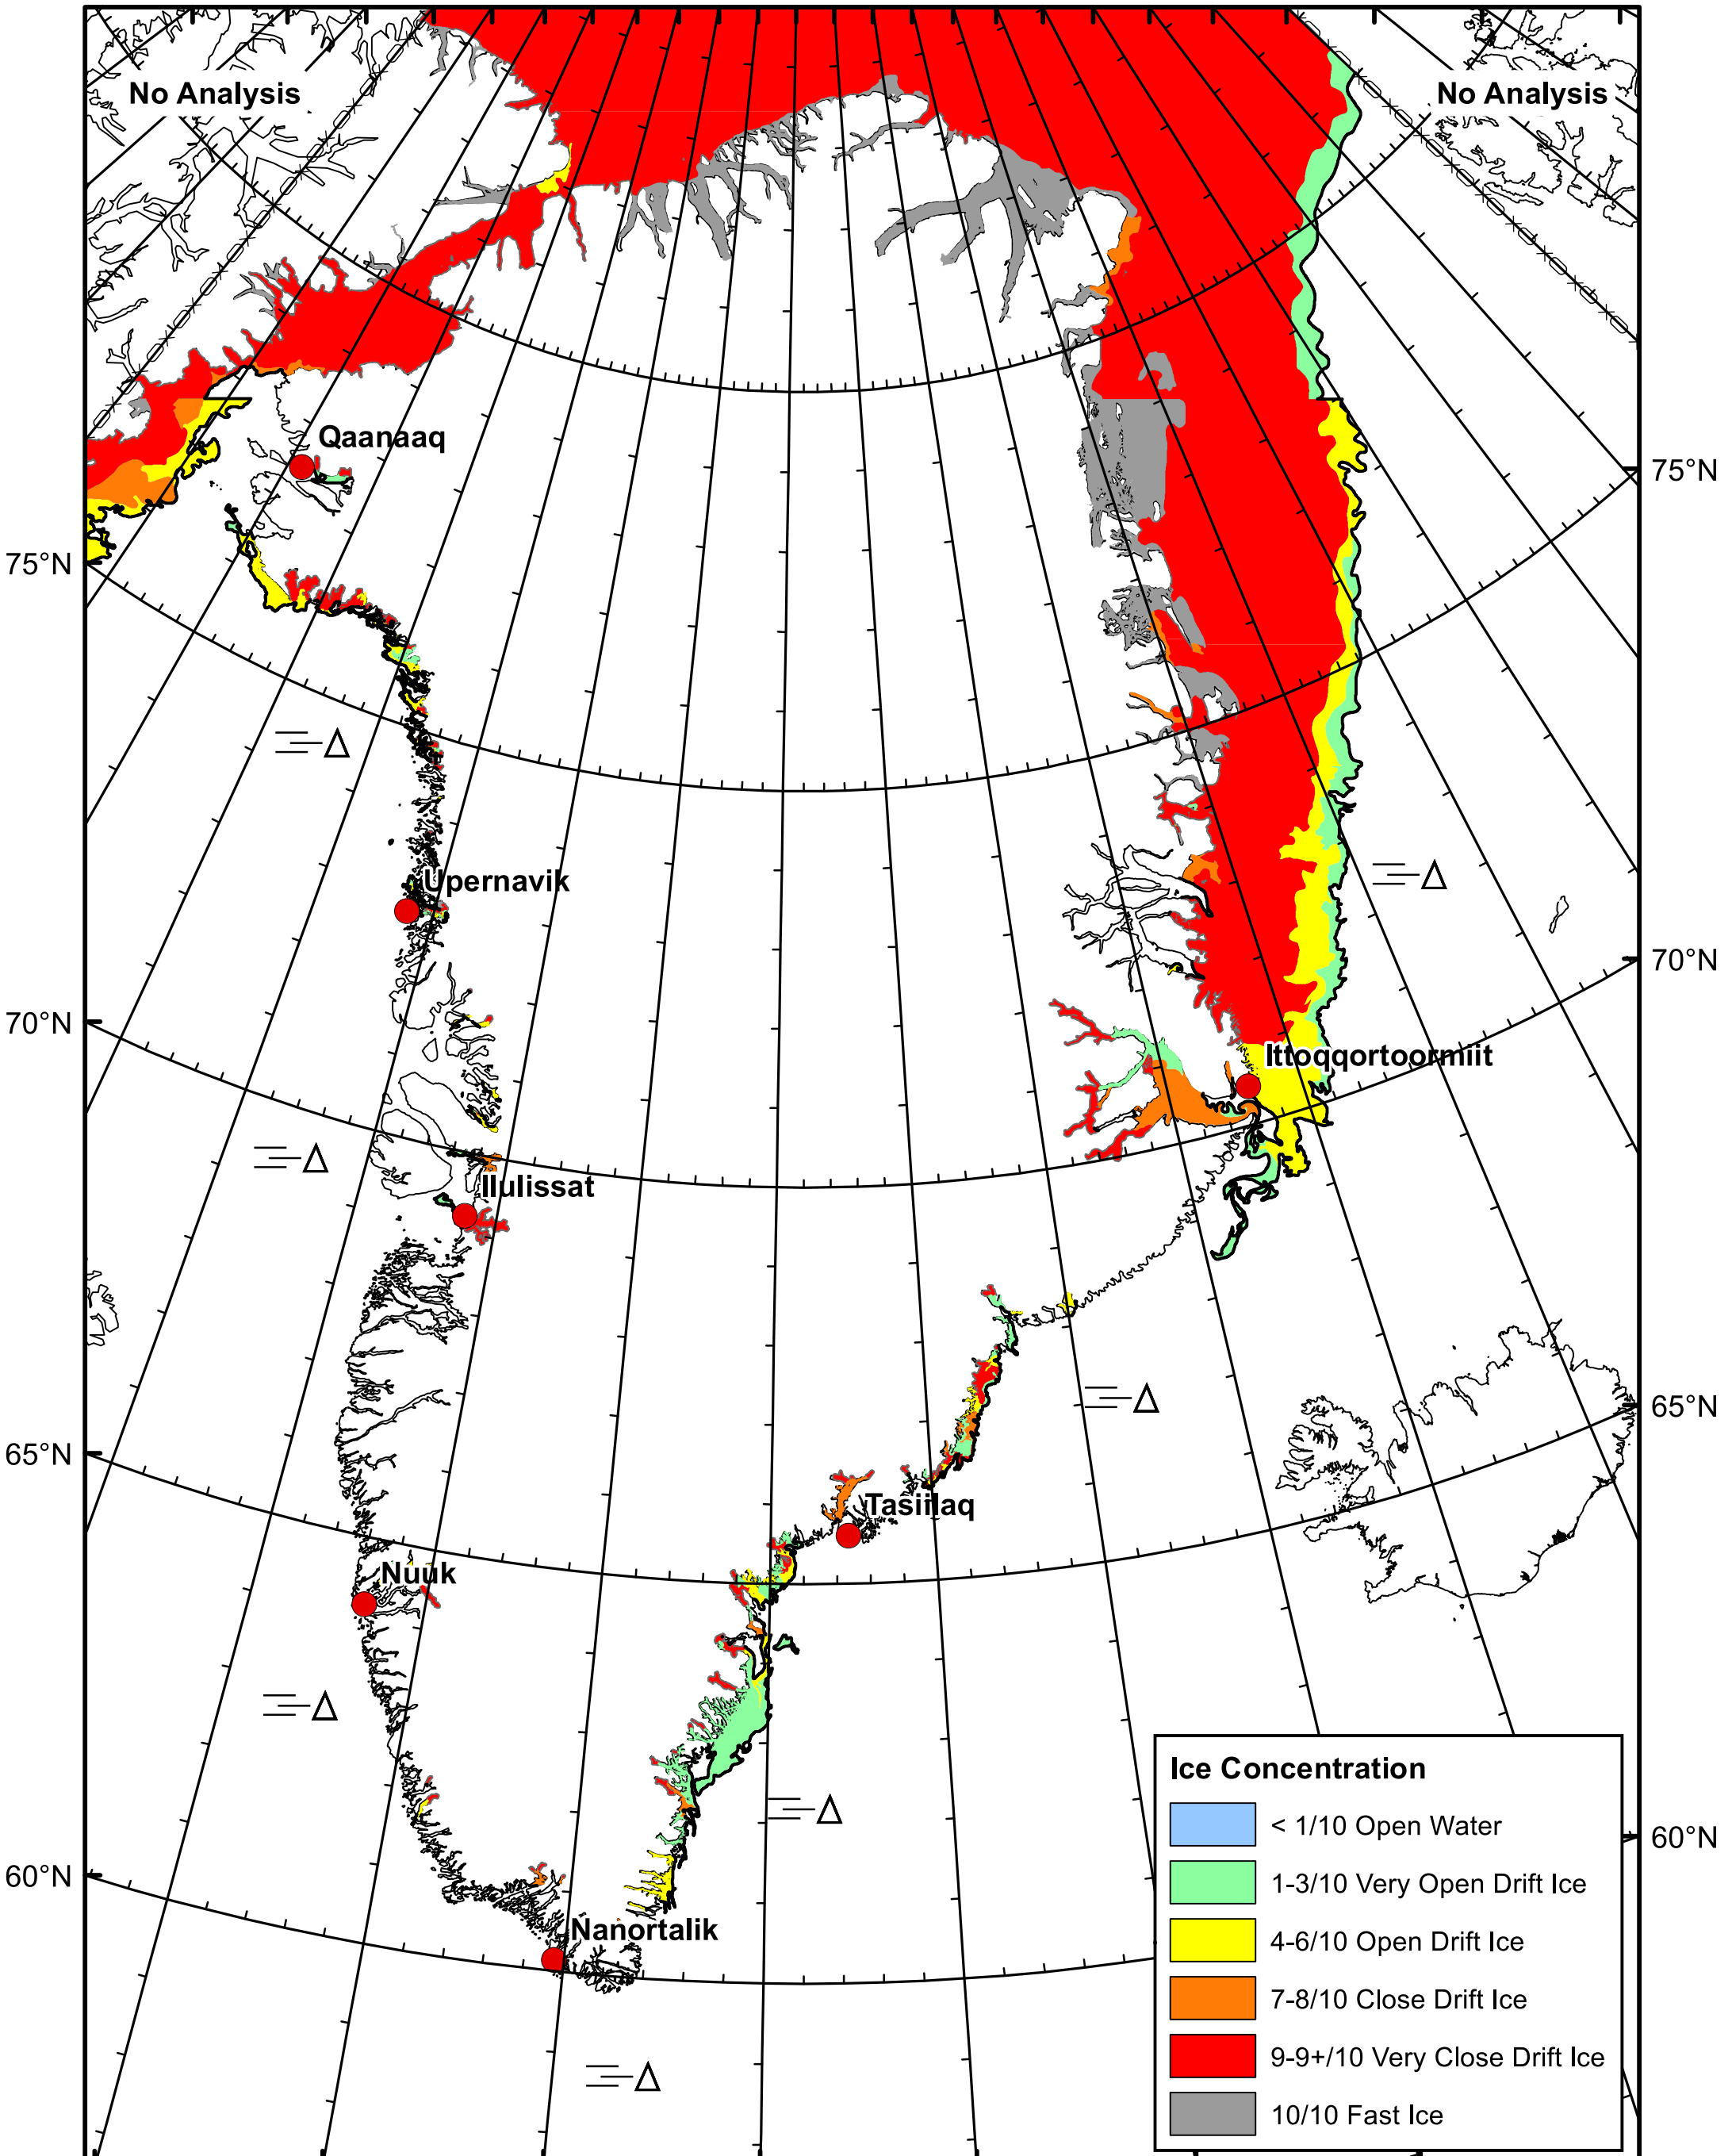 No Analysis
No Analysis
Qaanaaq
75°N
75°N
Upernavik
70°N
70°N
Ittoqqortoormiit
Ilulissat
65°N
65°N
Tasiilaq
Nuuk
Ice Concentration
< 1/10 Open Water
60°N
60°N
1-3/10 Very Open Drift Ice
Nanortalik
4-6/10 Open Drift Ice
7-8/10 Close Drift Ice
9-9+/10 Very Close Drift Ice
10/10 Fast Ice